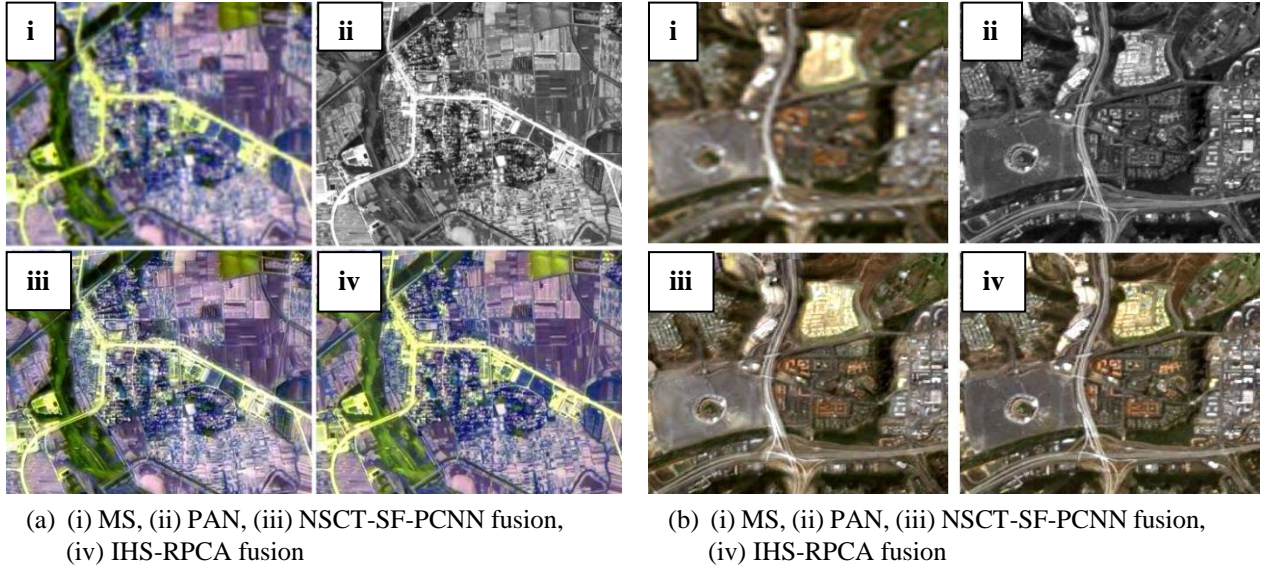 i
ii
iii
iv
(a) (i) MS, (ii) PAN, (iii) NSCT-SF-PCNN fusion,
(iv) IHS-RPCA fusion
i
ii
iii
iv
(b) (i) MS, (ii) PAN, (iii) NSCT-SF-PCNN fusion,
(iv) IHS-RPCA fusion